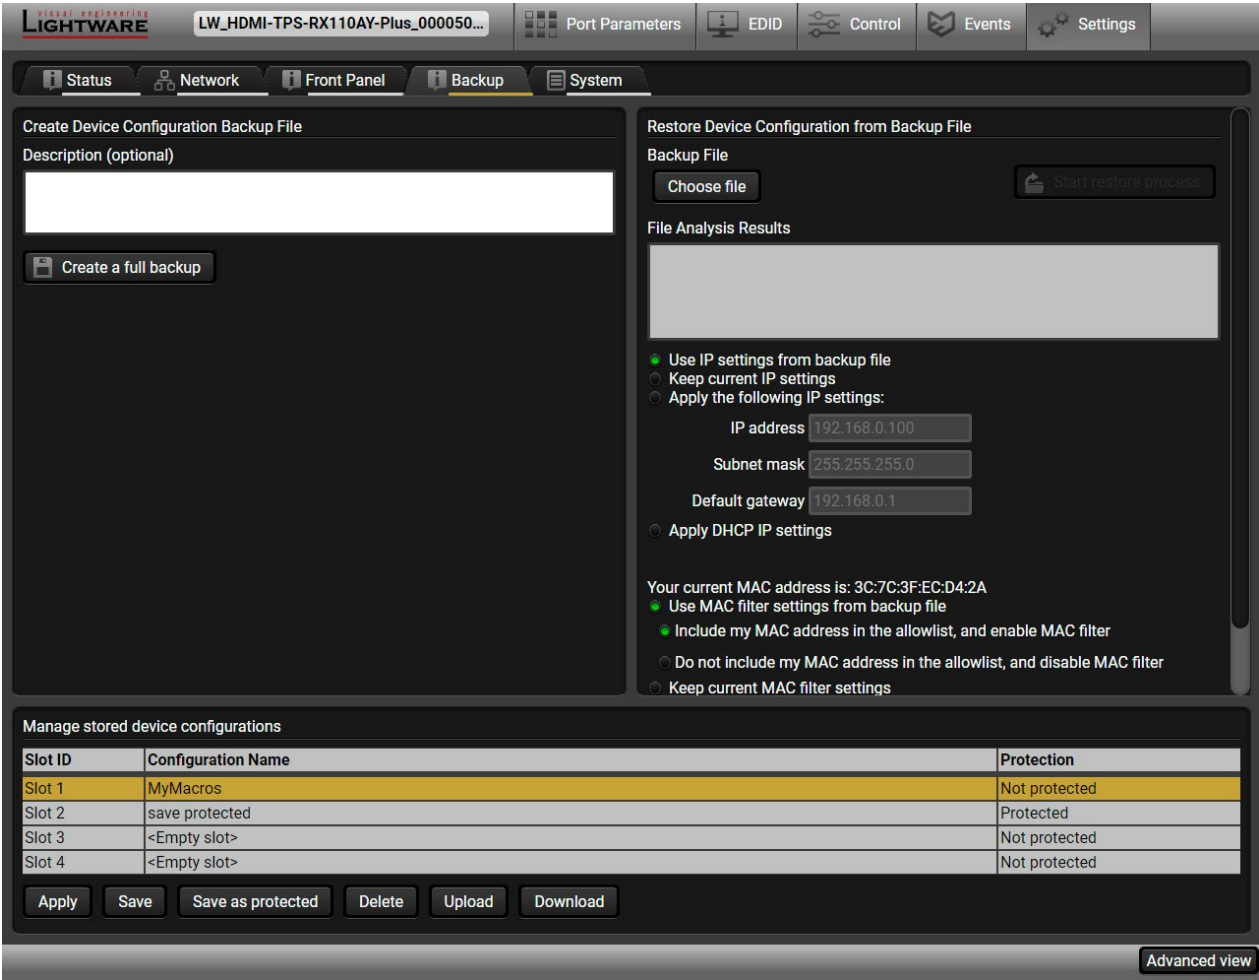 visual engineering
LIGHTWARE
LW_HDMI-TPS-RX110AY-Plus_000050...
Port Parameters
EDID
Control
Events
Settings
Status
Network
Front Panel
Backup
System
Create Device Configuration Backup File
Description (optional)
Create a full backup
Restore Device Configuration from Backup File
Backup File
Choose file
Start restore process
File Analysis Results
Use IP settings from backup file
Keep current IP settings
Apply the following IP settings:
IP address 192.168.0.100
Subnet mask 255.255.255.0
Default gateway 192.168.0.1
Apply DHCP IP settings
Your current MAC address is: 3C:7C:3F:EC:D4:2A
Use MAC filter settings from backup file
Include my MAC address in the allowlist, and enable MAC filter
Do not include my MAC address in the allowlist, and disable MAC filter
Keep current MAC filter settings
Manage stored device configurations
Slot ID Configuration Name Protection
Slot 1 MyMacros Not protected
Slot 2 save protected Protected
Slot 3 <Empty slot> Not protected
Slot 4 <Empty slot> Not protected
Apply Save Save as protected Delete Upload Download
Advanced view